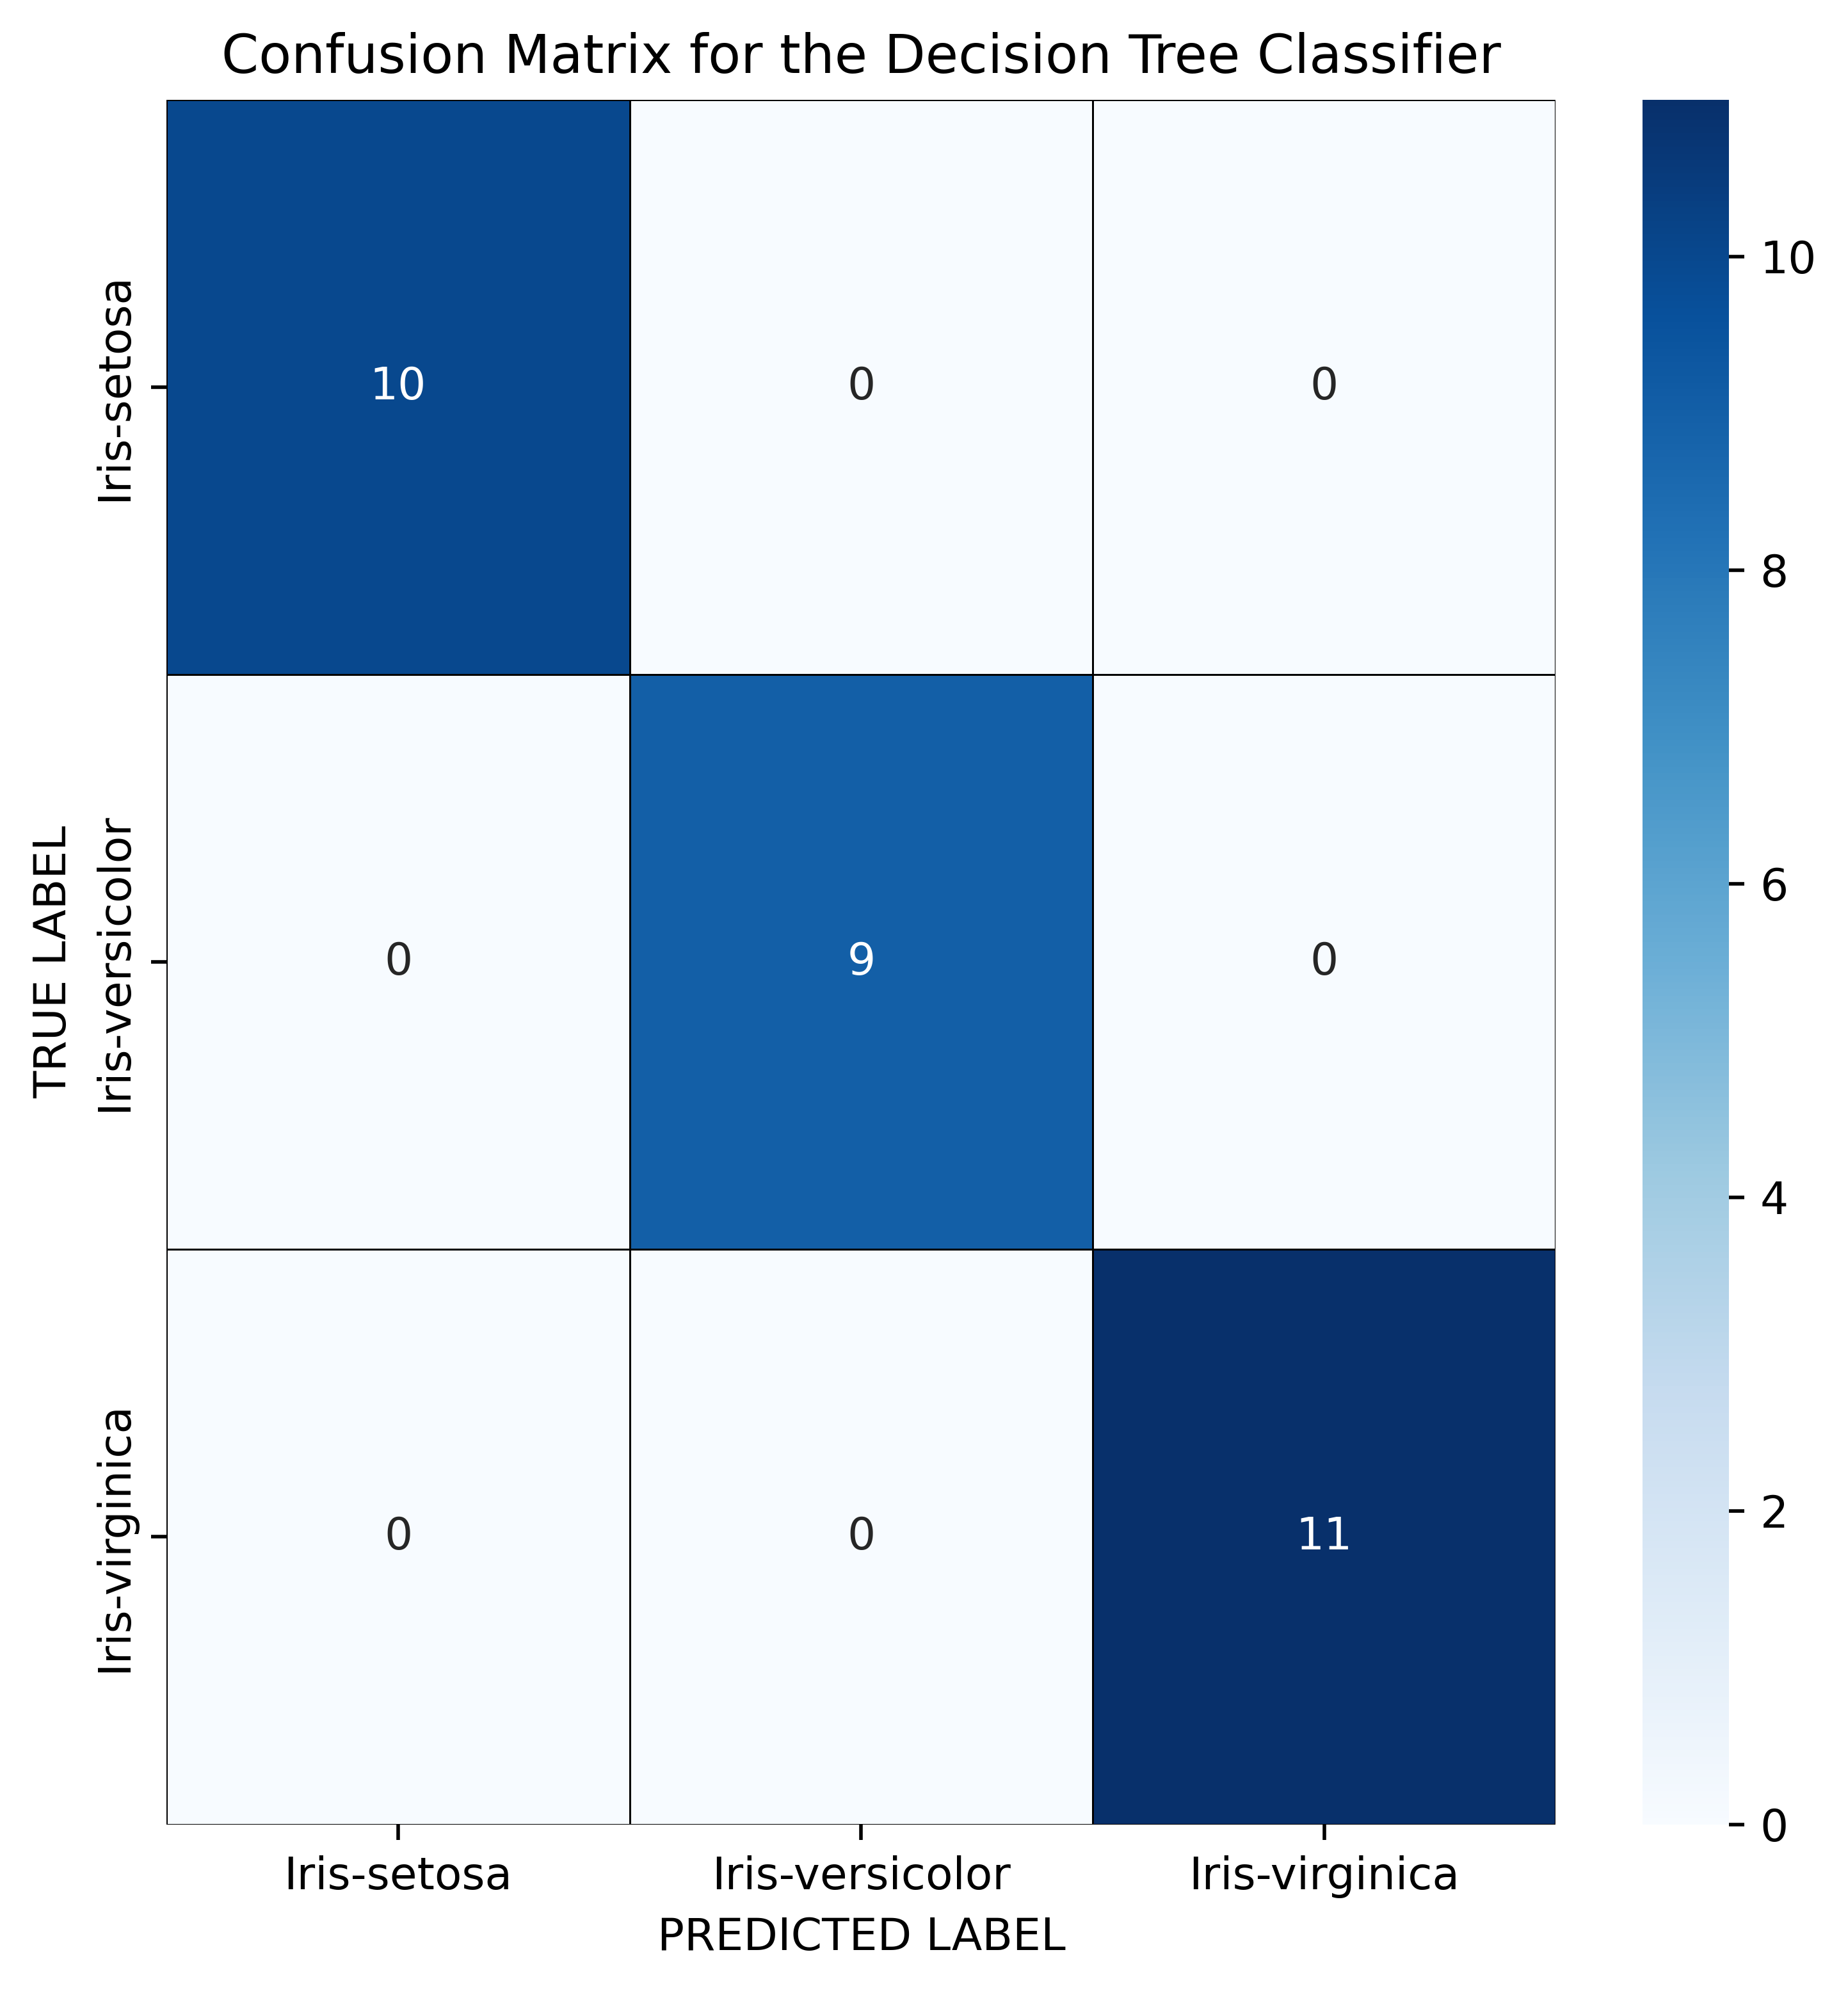 Confusion Matrix for the Decision Tree Classifier
TRUE LABEL
Iris-setosa
10 0 0
Iris-versicolor
0 9 0
Iris-virginica
0 0 11
Iris-setosa Iris-versicolor Iris-virginica
PREDICTED LABEL
10
8
6
4
2
0